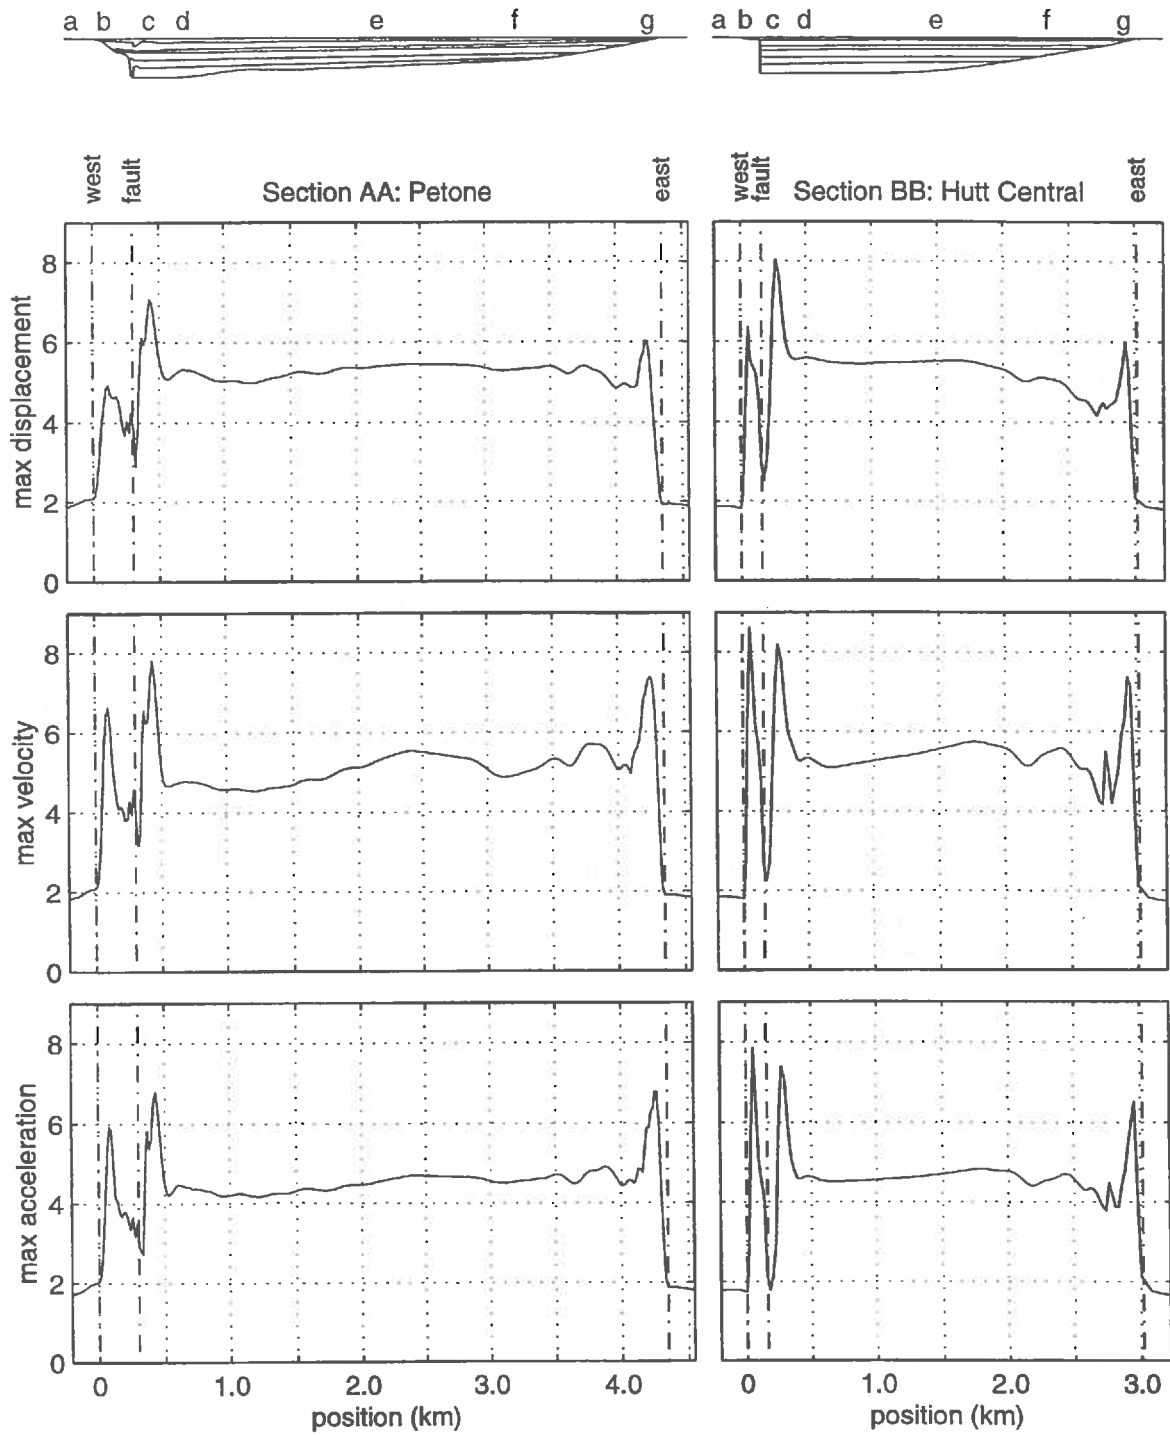 a b c d e f g
a b c d e f g
west fault Section AA: Petone east
west fault Section BB: Hutt Central east
max displacement
8
6
4
2
0
max velocity
8
6
4
2
0
max acceleration
8
6
4
2
0
0 1.0 2.0 3.0 4.0
position (km)
0 1.0 2.0 3.0
position (km)